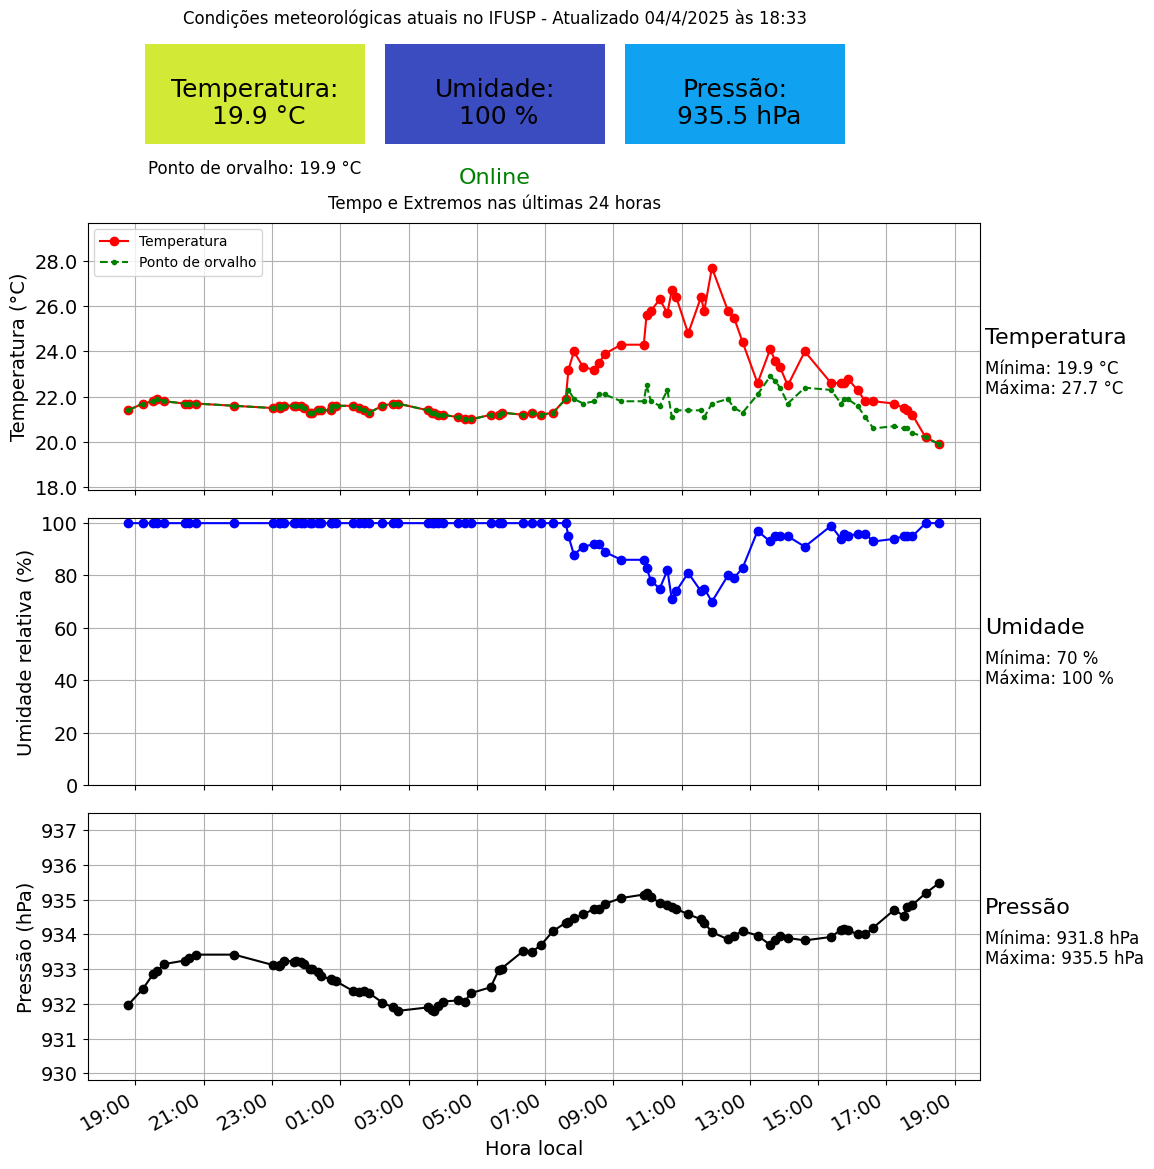 Condições meteorológicas atuais no IFUSP - Atualizado 04/4/2025 às 18:33
Temperatura:
19.9 °C
Umidade:
100 %
Pressão:
935.5 hPa
Ponto de orvalho: 19.9 °C
Online
Tempo e Extremos nas últimas 24 horas
Temperatura
Ponto de orvalho
Temperatura (°C)
28.0
26.0
24.0
22.0
20.0
18.0
Temperatura
Mínima: 19.9 °C
Máxima: 27.7 °C
Umidade relativa (%)
100
80
60
40
20
0
Umidade
Mínima: 70 %
Máxima: 100 %
Pressão (hPa)
937
936
935
934
933
932
931
930
Pressão
Mínima: 931.8 hPa
Máxima: 935.5 hPa
19:00 21:00 23:00 01:00 03:00 05:00 07:00 09:00 11:00 13:00 15:00 17:00 19:00
Hora local